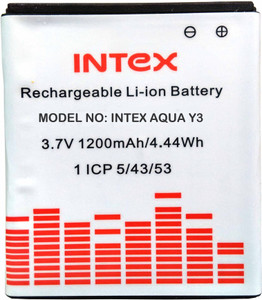 INTEX
Rechargeable Li-ion Battery
MODEL NO: INTEX AQUA Y3
3.7V 1200mAh/4.44Wh
1 ICP 5/43/53